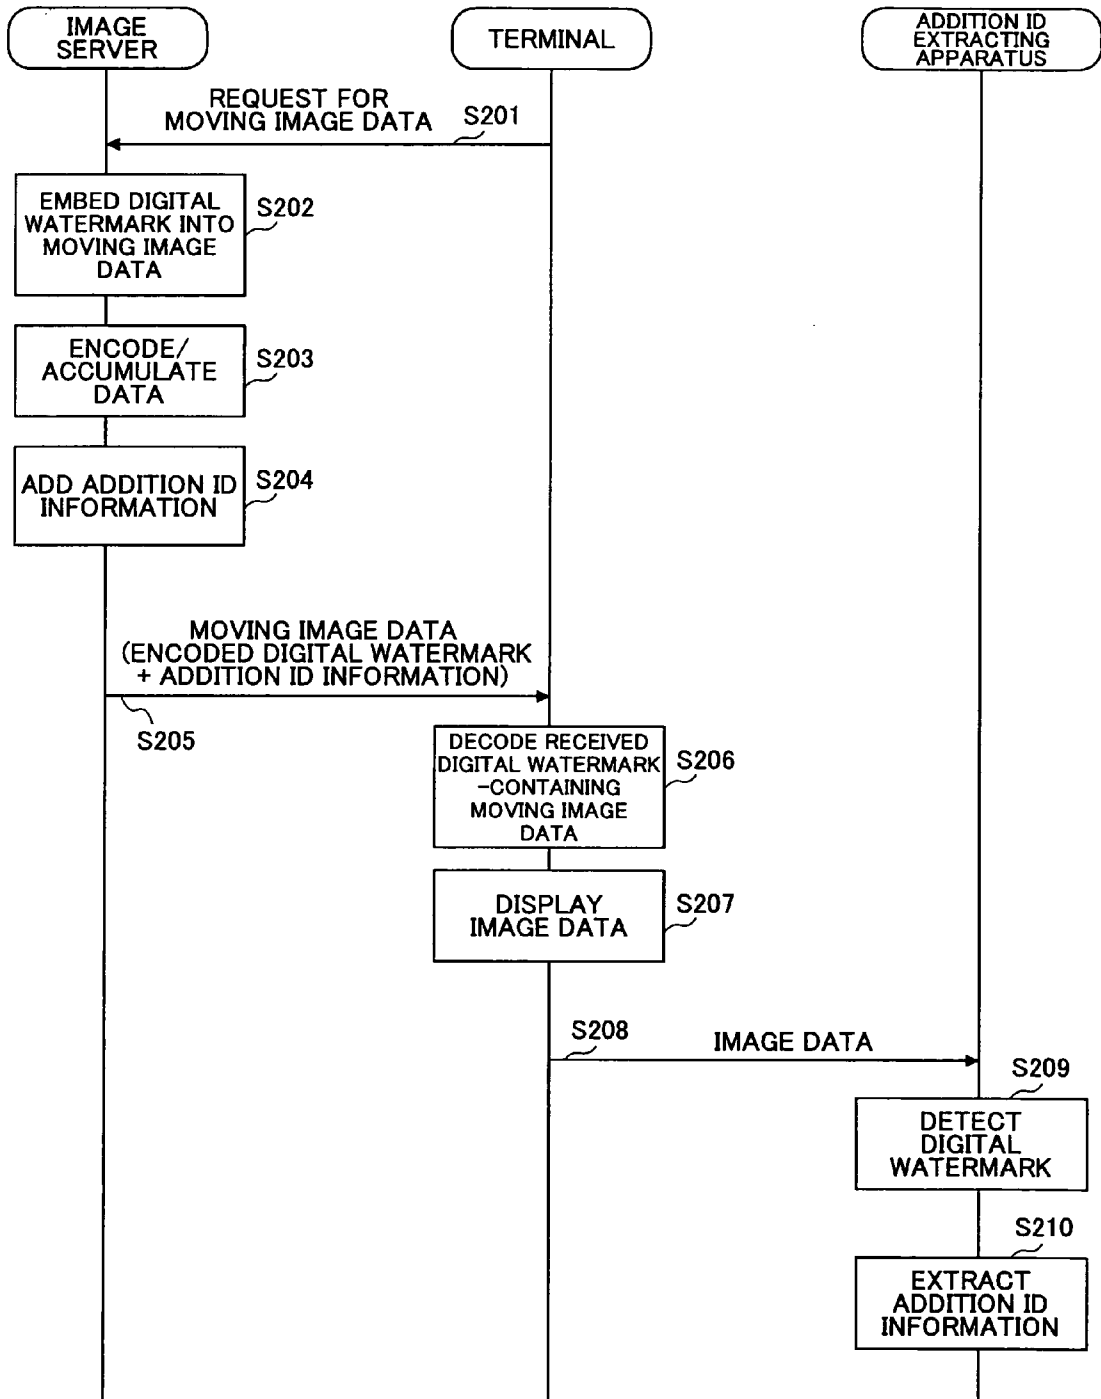 IMAGE
SERVER
TERMINAL
ADDITION ID
EXTRACTING
APPARATUS
REQUEST FOR
MOVING IMAGE DATA
S201
EMBED DIGITAL
WATERMARK INTO
MOVING IMAGE
DATA
S202
ENCODE/
ACCUMULATE
DATA
S203
ADD ADDITION ID
INFORMATION
S204
MOVING IMAGE DATA
(ENCODED DIGITAL WATERMARK
+ ADDITION ID INFORMATION)
S205
DECODE RECEIVED
DIGITAL WATERMARK
-CONTAINING
MOVING IMAGE
DATA
S206
DISPLAY
IMAGE DATA
S207
S208
IMAGE DATA
S209
DETECT
DIGITAL
WATERMARK
S210
EXTRACT
ADDITION ID
INFORMATION